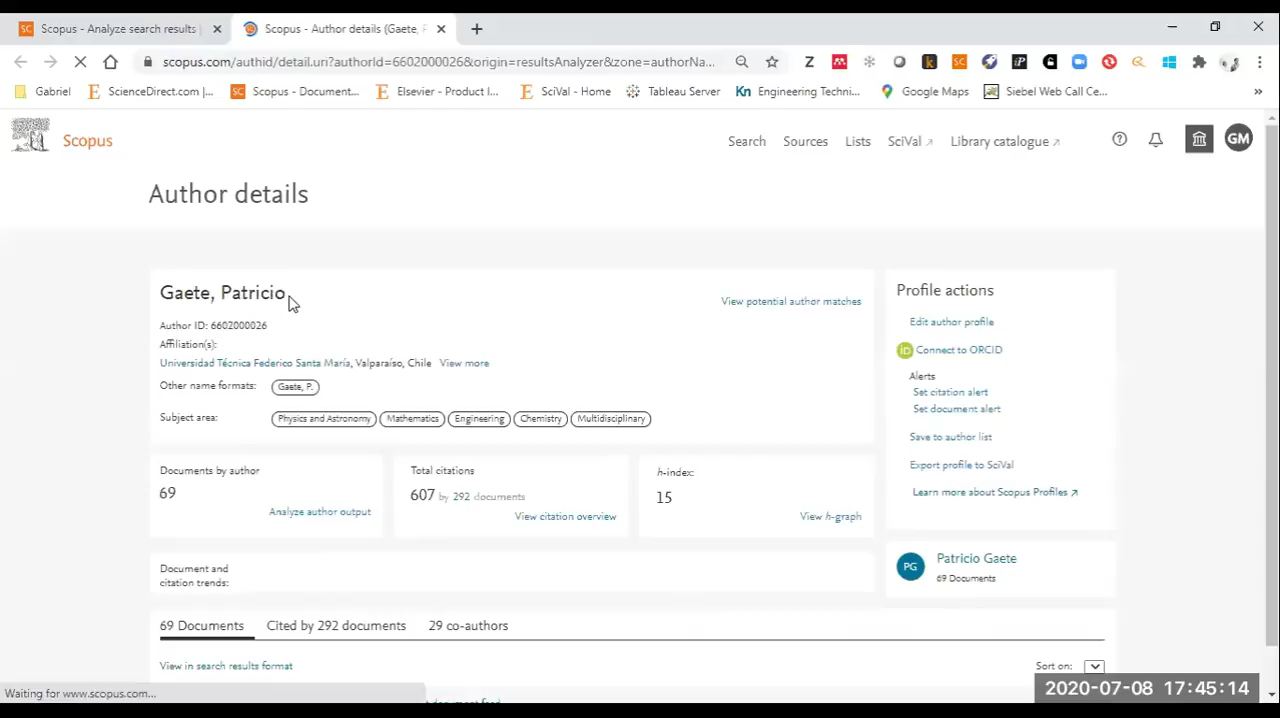 SC Scopus - Analyze search results
Scopus - Author details (Gaete, P
scopus.com/authid/detail.uri?authorId=6602000026&origin=resultsAnalyzer&zone=authorNa...
Gabriel
ScienceDirect.com |...
SC Scopus - Document...
Elsevier - Product I...
SciVal - Home
Tableau Server
Kn Engineering Techni...
Google Maps
Siebel Web Call Ce...
»
Scopus
Search
Sources
Lists
SciVal ↗
Library catalogue ↗
GM
Author details
Gaete, Patricio
View potential author matches
Author ID: 6602000026
Affiliation(s):
Universidad Técnica Federico Santa María, Valparaíso, Chile View more
Other name formats: Gaete, P.
Subject area: Physics and Astronomy Mathematics Engineering Chemistry Multidisciplinary
Profile actions
Edit author profile
iD Connect to ORCID
Alerts
Set citation alert
Set document alert
Save to author list
Export profile to SciVal
Learn more about Scopus Profiles ↗
Documents by author
69
Analyze author output
Total citations
607 by 292 documents
View citation overview
h-index:
15
View h-graph
PG Patricio Gaete
69 Documents
Document and
citation trends:
69 Documents Cited by 292 documents 29 co-authors
View in search results format
Sort on:
Waiting for www.scopus.com...
2020-07-08 17:45:14